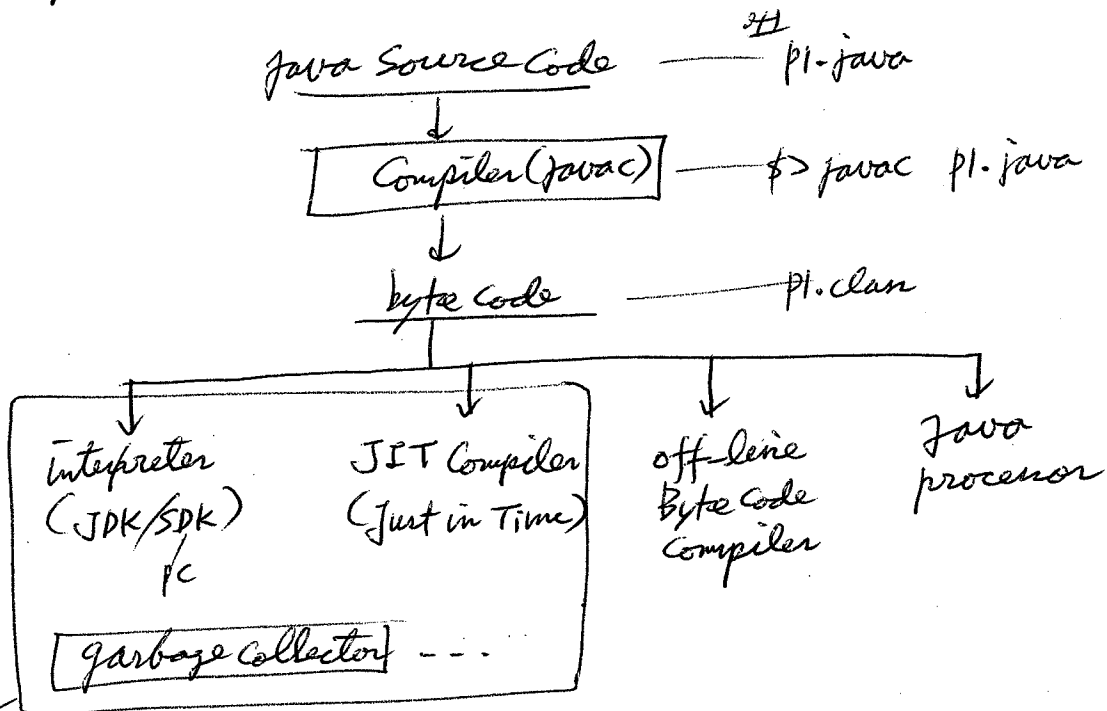 Java Source Code — p1.java
Compiler (javac) — $> javac p1.java
byte code — p1.class
interpreter
(JDK/SDK)
PC
JIT Compiler
(Just in Time)
off-line
Byte Code
Compiler
Java
processor
garbage collector ---